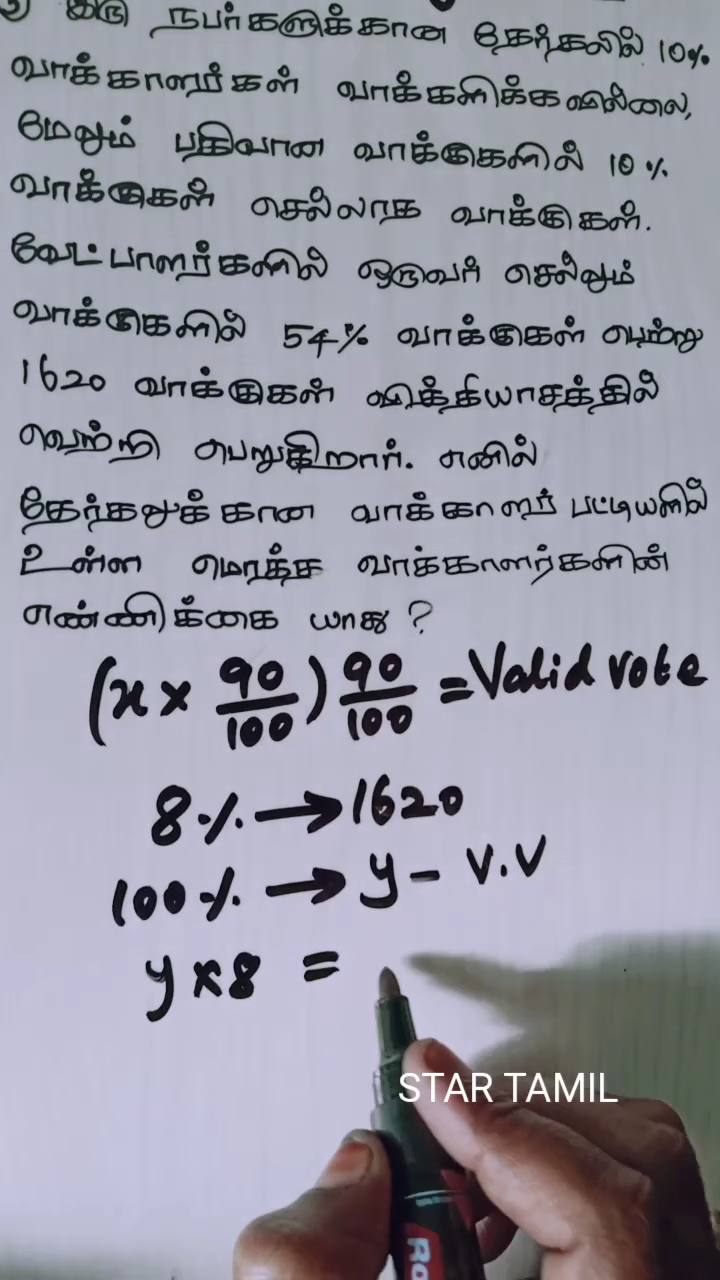 இரு நபர்களுக்கான தேர்தலில் 10%
வாக்காளர்கள் வாக்களிக்கவில்லை,
மேலும் பதிவான வாக்குகளில் 10%
வாக்குகள் செல்லாத வாக்குகள்.
வேட்பாளர்களில் ஒருவர் செல்லும்
வாக்குகளில் 54% வாக்குகள் பெற்று
1620 வாக்குகள் வித்தியாசத்தில்
வெற்றி பெறுகிறார். எனில்
தேர்தலுக்கான வாக்காளர் பட்டியலில்
உள்ள மொத்த வாக்காளர்களின்
எண்ணிக்கை யாது?
(x × 90/100) 90/100 = Valid vote
8% → 1620
100% → y - V.V
y×8 =
STAR TAMIL
Ro